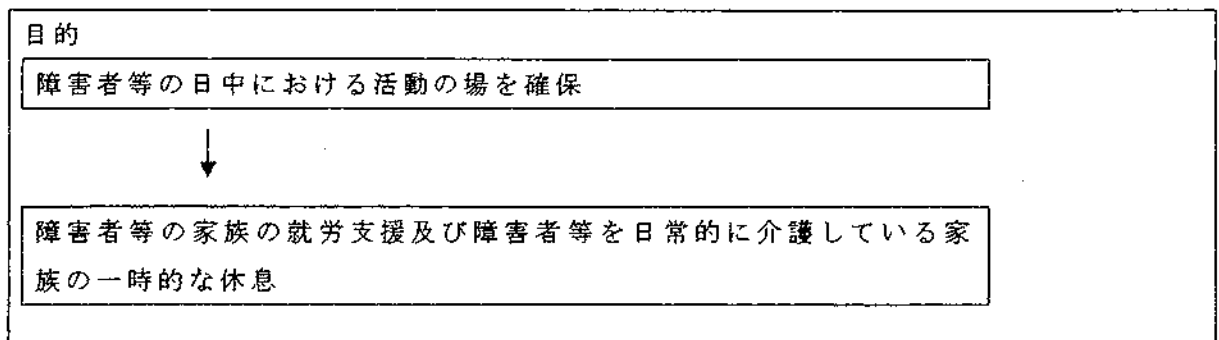 目的
障害者等の日中における活動の場を確保
障害者等の家族の就労支援及び障害者等を日常的に介護している家
族の一時的な休息